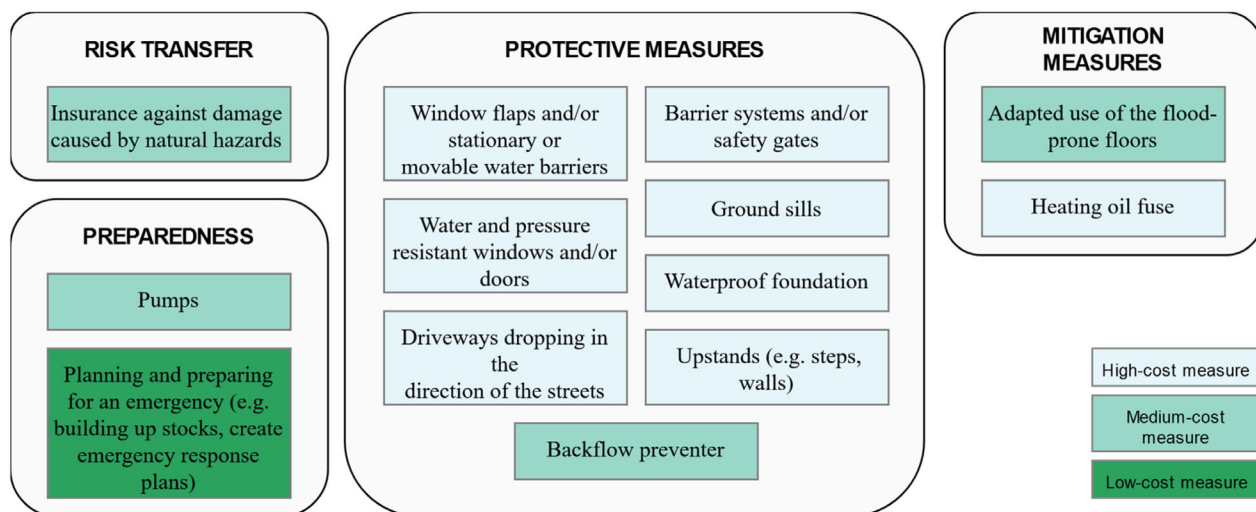 RISK TRANSFER
Insurance against damage
caused by natural hazards
PREPAREDNESS
Pumps
Planning and preparing
for an emergency (e.g.
building up stocks, create
emergency response
plans)
PROTECTIVE MEASURES
Window flaps and/or
stationary or
movable water barriers
Water and pressure
resistant windows and/or
doors
Driveways dropping in
the
direction of the streets
Barrier systems and/or
safety gates
Ground sills
Waterproof foundation
Upstands (e.g. steps,
walls)
Backflow preventer
MITIGATION
MEASURES
Adapted use of the flood-
prone floors
Heating oil fuse
High-cost measure
Medium-cost
measure
Low-cost measure